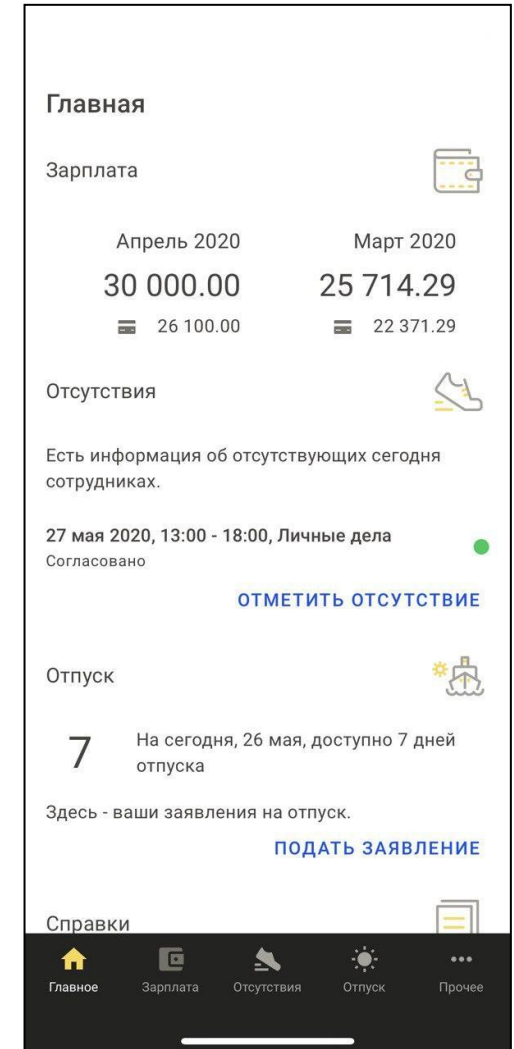 Главная
Зарплата
Апрель 2020 Март 2020
30 000.00 25 714.29
26 100.00 22 371.29
Отсутствия
Есть информация об отсутствующих сегодня
сотрудниках.
27 мая 2020, 13:00 - 18:00, Личные дела
Согласовано
ОТМЕТИТЬ ОТСУТСТВИЕ
Отпуск
7 На сегодня, 26 мая, доступно 7 дней
отпуска
Здесь - ваши заявления на отпуск.
ПОДАТЬ ЗАЯВЛЕНИЕ
Справки
Главное Зарплата Отсутствия Отпуск Прочее